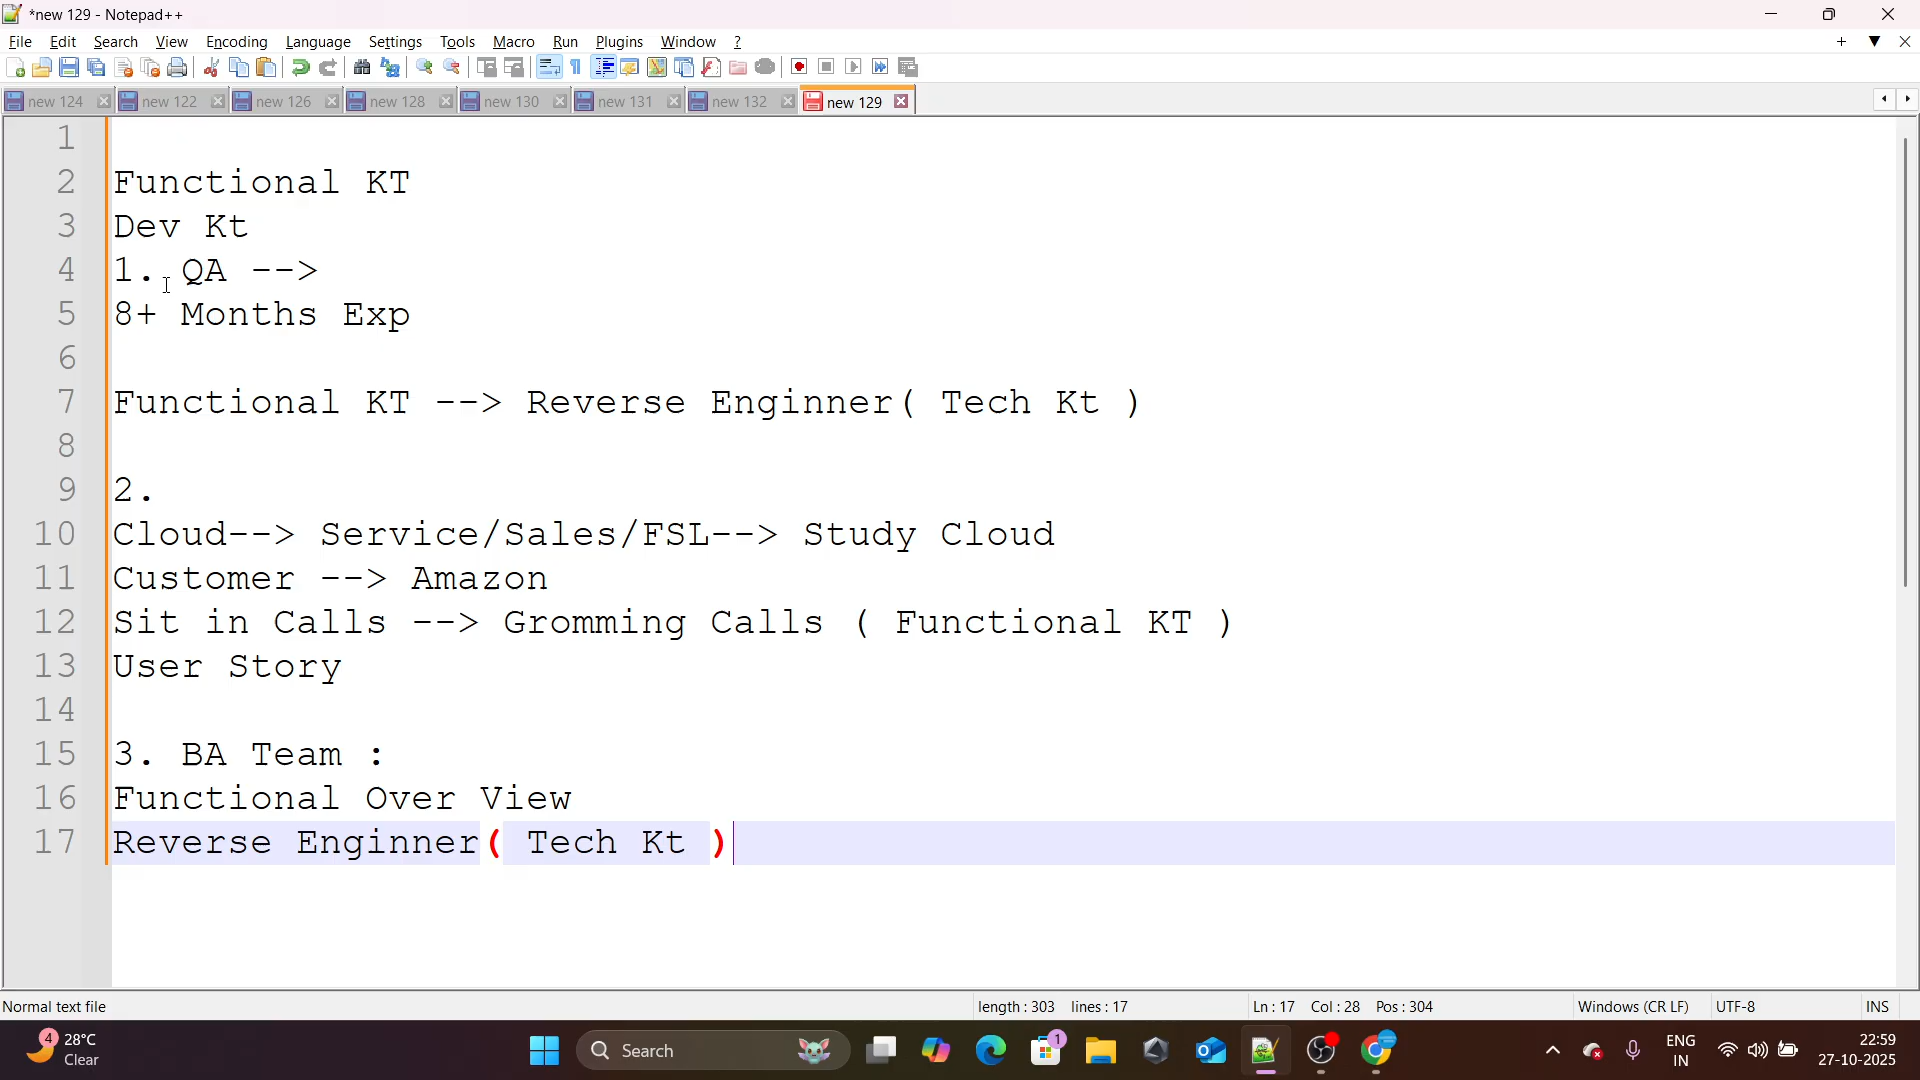 *new 129 - Notepad++
File Edit Search View Encoding Language Settings Tools Macro Run Plugins Window ?
new 124 new 122 new 126 new 128 new 130 new 131 new 132 new 129
1
2 Functional KT
3 Dev Kt
4 1. QA -->
5 8+ Months Exp
6
7 Functional KT --> Reverse Enginner( Tech Kt )
8
9 2.
10 Cloud--> Service/Sales/FSL--> Study Cloud
11 Customer --> Amazon
12 Sit in Calls --> Gromming Calls ( Functional KT )
13 User Story
14
15 3. BA Team :
16 Functional Over View
17 Reverse Enginner( Tech Kt )
Normal text file length : 303 lines : 17 Ln : 17 Col : 28 Pos : 304 Windows (CR LF) UTF-8 INS
4 28°C Clear Search 1 ENG IN 22:59 27-10-2025